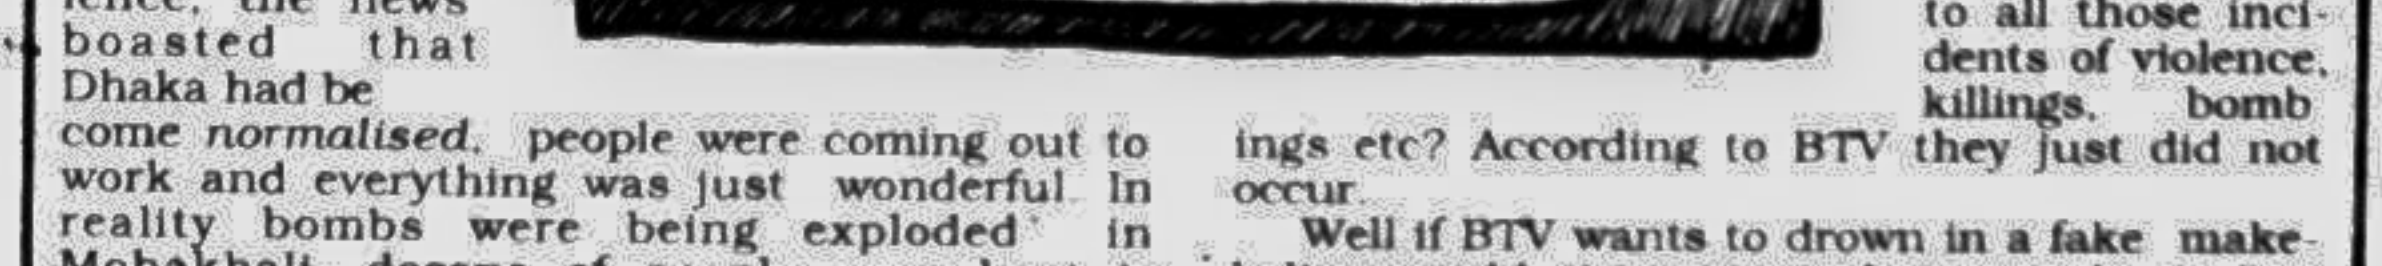 the news
boasted that
Dhaka had be
come normalised. people were coming out to
work and everything was just wonderful. In
reality bombs were being exploded in
to all those inci-
dents of violence,
killings, bomb
ings etc? According to BTV they just did not
occur.
Well if BTV wants to drown in a fake make-